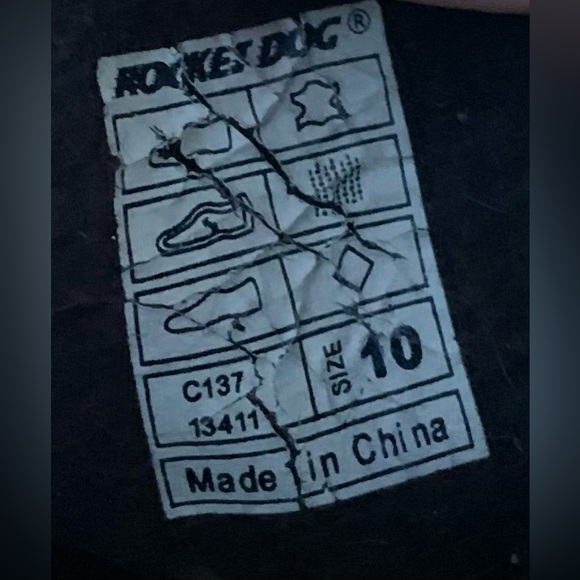 ROCKET DOG®
C137
13411
SIZE 10
Made in China